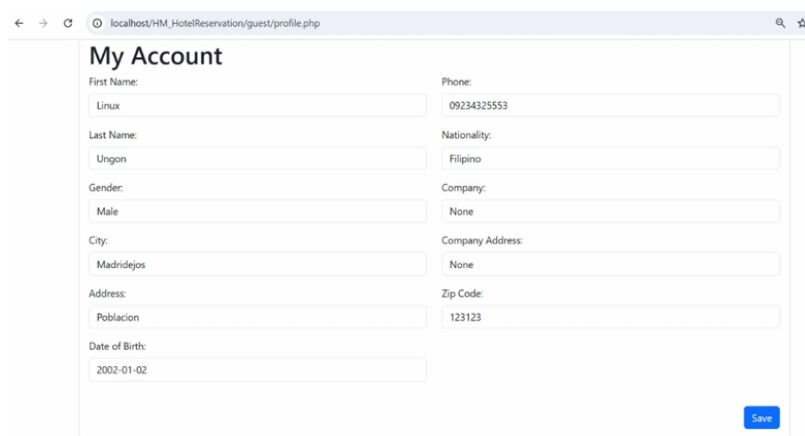 localhost/HM_HotelReservation/guest/profile.php
My Account
First Name:
Linux
Phone:
09234325553
Last Name:
Ungon
Nationality:
Filipino
Gender:
Male
Company:
None
City:
Madridejos
Company Address:
None
Address:
Poblacion
Zip Code:
123123
Date of Birth:
2002-01-02
Save